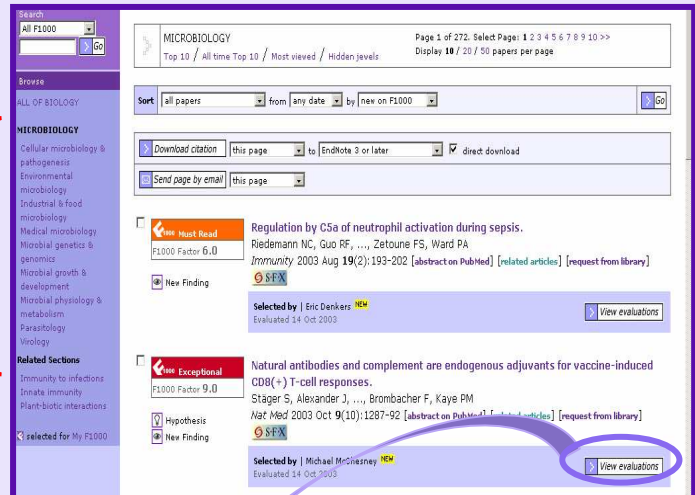 Search
All F1000
Go
Browse
ALL OF BIOLOGY
MICROBIOLOGY
Cellular microbiology &
pathogenesis
Environmental
microbiology
Industrial & food
microbiology
Medical microbiology
Microbial genetics &
genomics
Microbial growth &
development
Microbial physiology &
metabolism
Parasitology
Virology
Related Sections
Immunity to infections
Innate immunity
Plant-biotic interactions
selected for My F1000
MICROBIOLOGY
Top 10 / All time Top 10 / Most viewed / Hidden jewels
Page 1 of 272. Select Page: 1 2 3 4 5 6 7 8 9 10 >>
Display 10 / 20 / 50 papers per page
Sort all papers from any date by new on F1000 Go
Download citation this page to EndNote 3 or later direct download
Send page by email this page
F1000 Must Read
F1000 Factor 6.0
New Finding
Regulation by C5a of neutrophil activation during sepsis.
Riedemann NC, Guo RF, ..., Zetoune FS, Ward PA
Immunity 2003 Aug 19(2):193-202 [abstract on PubMed] [related articles] [request from library]
SFX
Selected by | Eric Denkers NEW
Evaluated 14 Oct 2003
View evaluations
F1000 Exceptional
F1000 Factor 9.0
Hypothesis
New Finding
Natural antibodies and complement are endogenous adjuvants for vaccine-induced
CD8(+) T-cell responses.
Stäger S, Alexander J, ..., Brombacher F, Kaye PM
Nat Med 2003 Oct 9(10):1287-92 [abstract on PubMed] [related articles] [request from library]
SFX
Selected by | Michael McChesney NEW
Evaluated 14 Oct 2003
View evaluations